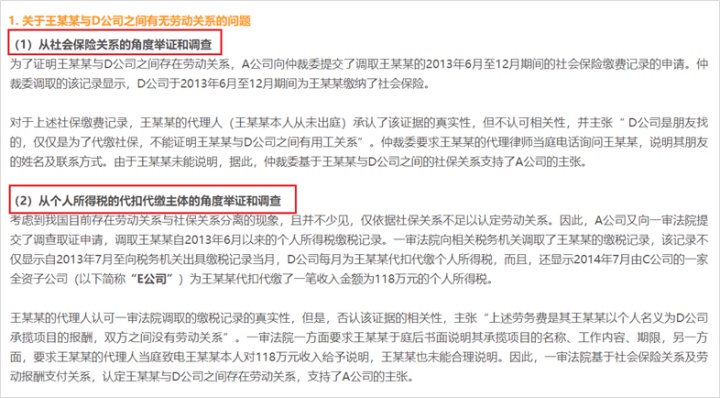 1. 关于王某某与D公司之间有无劳动关系的问题
（1）从社会保险关系的角度举证和调查
为了证明王某某与D公司之间存在劳动关系，A公司向仲裁委提交了调取王某某的2013年6月至12月期间的社会保险缴费记录的申请。仲
裁委调取的该记录显示，D公司于2013年6月至12月期间为王某某缴纳了社会保险。
对于上述社保缴费记录，王某某的代理人（王某某本人从未出庭）承认了该证据的真实性，但不认可相关性，并主张“ D公司是朋友找
的，仅仅是为了代缴社保，不能证明王某某与D公司之间有用工关系”。仲裁委要求王某某的代理律师当庭电话询问王某某，说明其朋友
的姓名及联系方式。由于王某某未能说明，据此，仲裁委基于王某某与D公司之间的社保关系支持了A公司的主张。
（2）从个人所得税的代扣代缴主体的角度举证和调查
考虑到我国目前存在劳动关系与社保关系分离的现象，且并不少见，仅依据社保关系不足以认定劳动关系。因此，A公司又向一审法院提
交了调查取证申请，调取王某某自2013年6月以来的个人所得税缴税记录。一审法院向相关税务机关调取了王某某的缴税记录，该记录不
仅显示自2013年7月至向税务机关出具缴税记录当月，D公司每月为王某某代扣代缴个人所得税，而且，还显示2014年7月由C公司的一家
全资子公司（以下简称“E公司”）为王某某代扣代缴了一笔收入金额为118万元的个人所得税。
王某某的代理人认可一审法院调取的缴税记录的真实性，但是，否认该证据的相关性，主张“上述劳务费是其王某某以个人名义为D公司
承揽项目的报酬，双方之间没有劳动关系”。一审法院一方面要求王某某于庭后书面说明其承揽项目的名称、工作内容、期限，另一方
面，要求王某某的代理人当庭致电王某某本人对118万元收入给予说明，王某某也未能合理说明。因此，一审法院基于社会保险关系及劳
动报酬支付关系，认定王某某与D公司之间存在劳动关系，支持了A公司的主张。